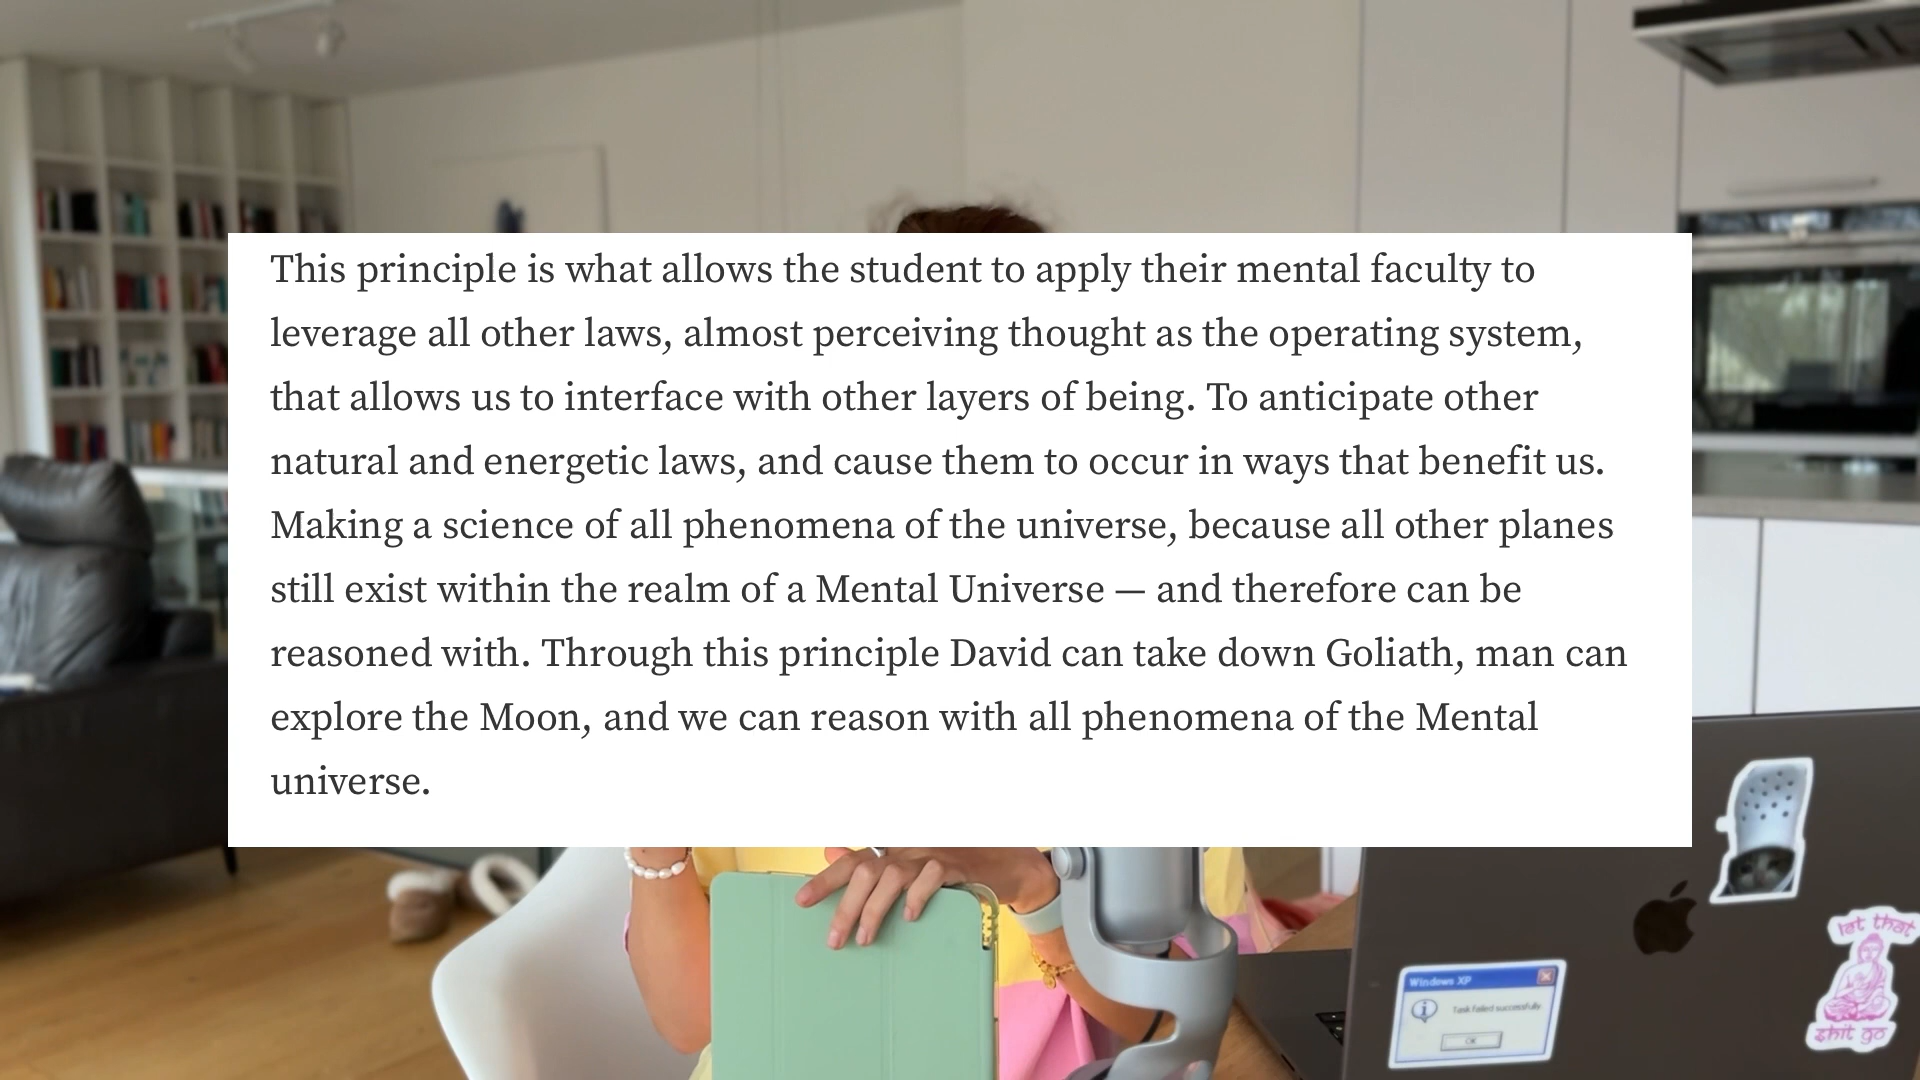 This principle is what allows the student to apply their mental faculty to
leverage all other laws, almost perceiving thought as the operating system,
that allows us to interface with other layers of being. To anticipate other
natural and energetic laws, and cause them to occur in ways that benefit us.
Making a science of all phenomena of the universe, because all other planes
still exist within the realm of a Mental Universe — and therefore can be
reasoned with. Through this principle David can take down Goliath, man can
explore the Moon, and we can reason with all phenomena of the Mental
universe.
let that
shit go
Windows XP
Task failed successfully.
OK